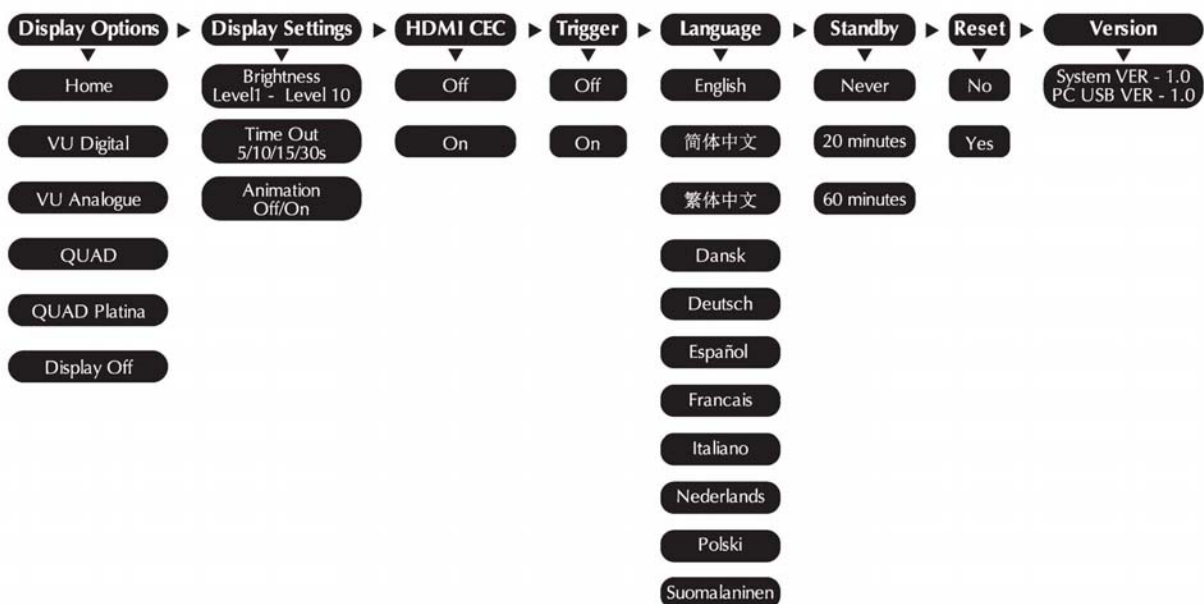 Display Options
Display Settings
HDMI CEC
Trigger
Language
Standby
Reset
Version
Home
VU Digital
VU Analogue
QUAD
QUAD Platina
Display Off
Brightness
Level1 - Level 10
Time Out
5/10/15/30s
Animation
Off/On
Off
On
Off
On
English
简体中文
繁体中文
Dansk
Deutsch
Español
Francais
Italiano
Nederlands
Polski
Suomalaninen
Never
20 minutes
60 minutes
No
Yes
System VER - 1.0
PC USB VER - 1.0